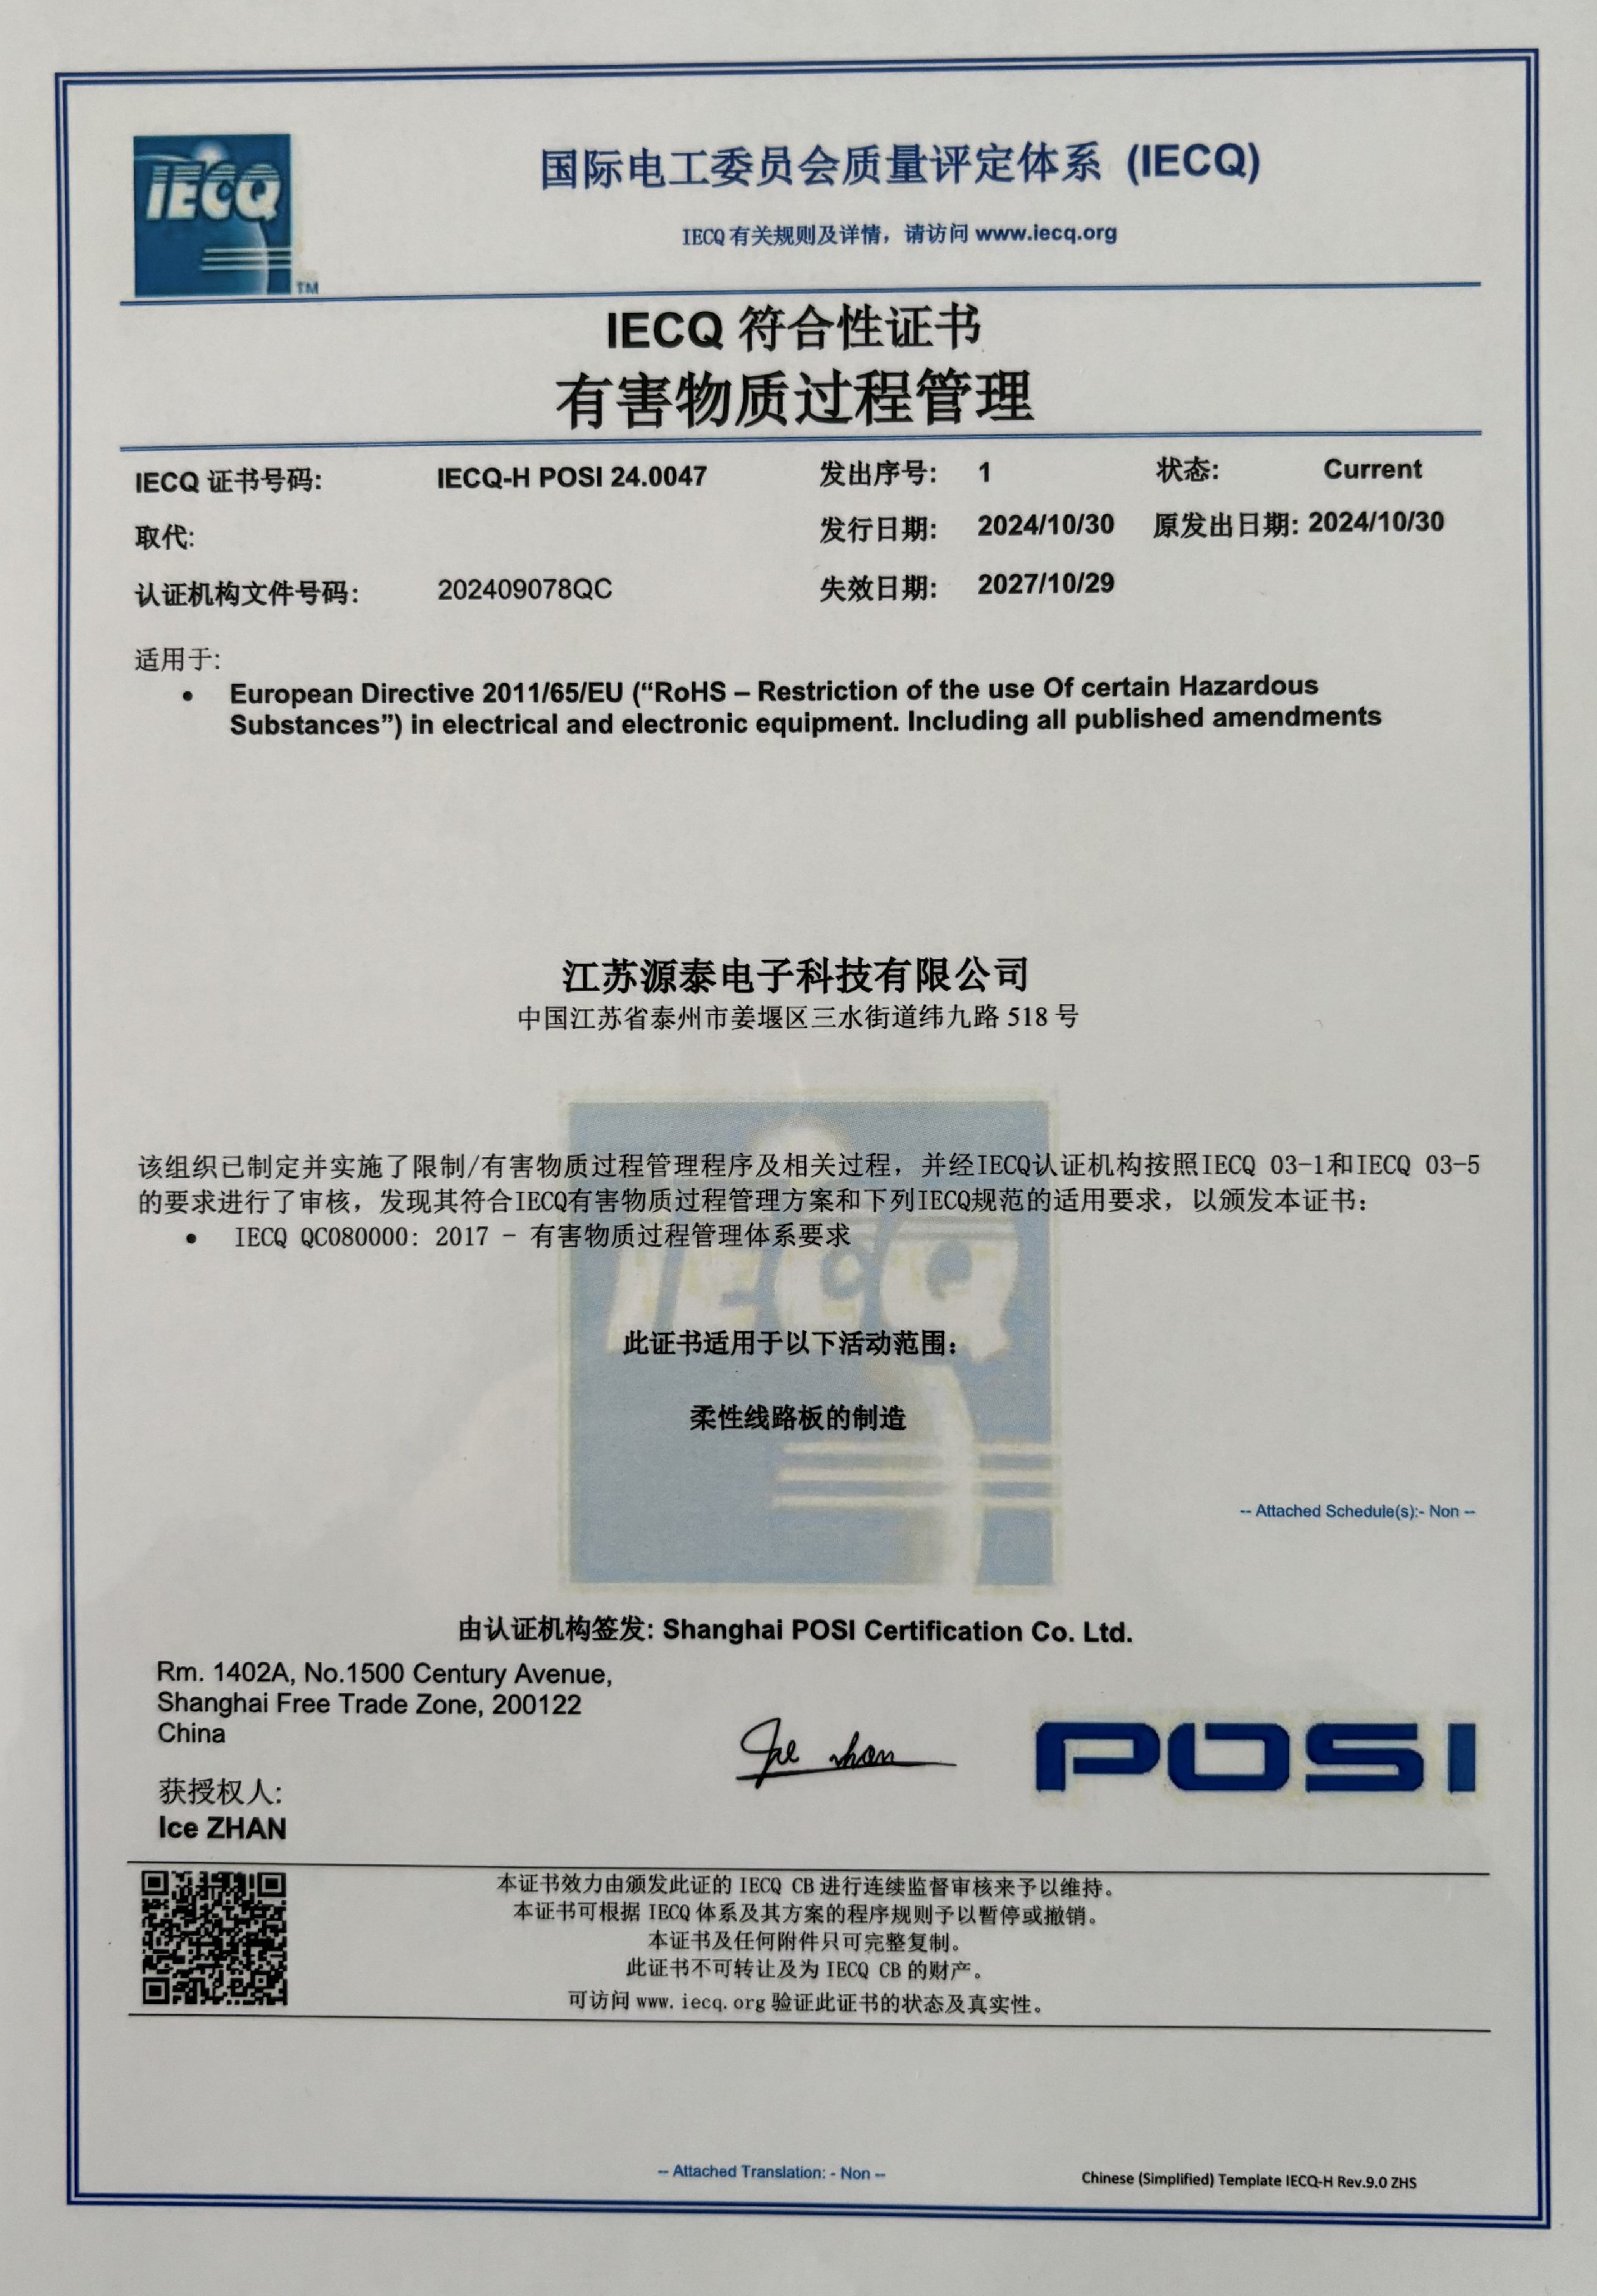 IECQ
TM
国际电工委员会质量评定体系 (IECQ)
IECQ 有关规则及详情，请访问 www.iecq.org
IECQ 符合性证书
有害物质过程管理
IECQ 证书号码: IECQ-H POSI 24.0047 发出序号: 1 状态: Current
取代: 发行日期: 2024/10/30 原发出日期: 2024/10/30
认证机构文件号码: 202409078QC 失效日期: 2027/10/29
适用于:
• European Directive 2011/65/EU (“RoHS – Restriction of the use Of certain Hazardous
Substances”) in electrical and electronic equipment. Including all published amendments
江苏源泰电子科技有限公司
中国江苏省泰州市姜堰区三水街道纬九路 518 号
该组织已制定并实施了限制/有害物质过程管理程序及相关过程，并经IECQ认证机构按照IECQ 03-1和IECQ 03-5
的要求进行了审核，发现其符合IECQ有害物质过程管理方案和下列IECQ规范的适用要求，以颁发本证书：
• IECQ QC080000: 2017 - 有害物质过程管理体系要求
IECQ
此证书适用于以下活动范围：
柔性线路板的制造
-- Attached Schedule(s):- Non --
由认证机构签发: Shanghai POSI Certification Co. Ltd.
Rm. 1402A, No.1500 Century Avenue,
Shanghai Free Trade Zone, 200122
China
Ice zhan
POSI
获授权人:
Ice ZHAN
本证书效力由颁发此证的 IECQ CB 进行连续监督审核来予以维持。
本证书可根据 IECQ 体系及其方案的程序规则予以暂停或撤销。
本证书及任何附件只可完整复制。
此证书不可转让及为 IECQ CB 的财产。
可访问 www.iecq.org 验证此证书的状态及真实性。
-- Attached Translation: - Non --
Chinese (Simplified) Template IECQ-H Rev.9.0 ZHS